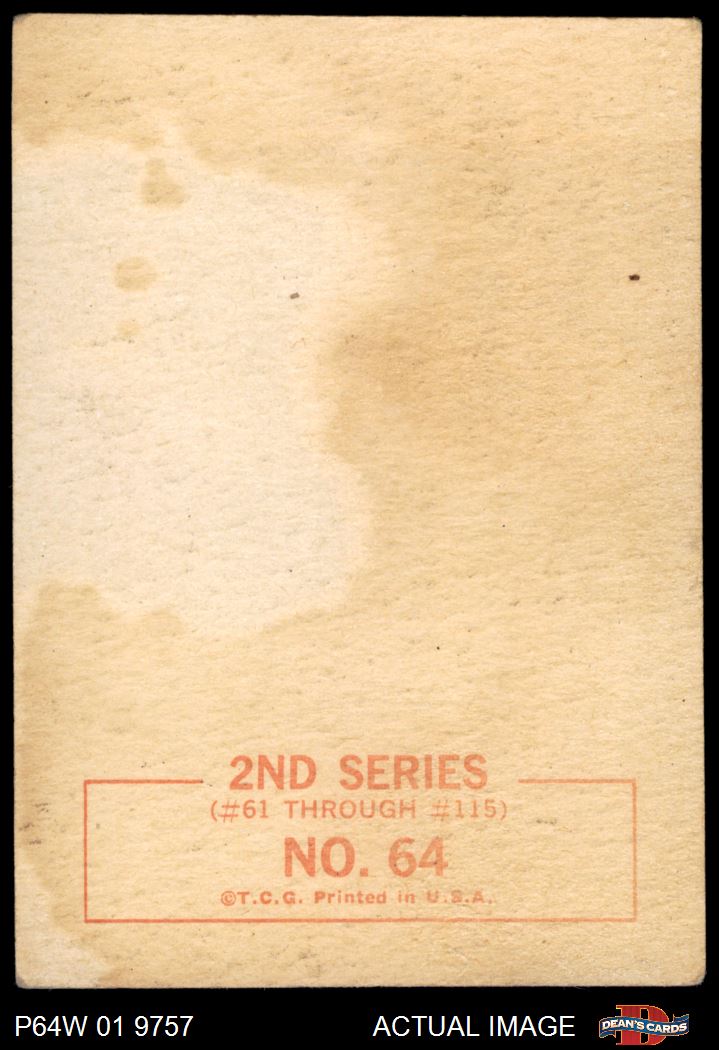 2ND SERIES
(#61 THROUGH #115)
NO. 64
©T.C.G. Printed in U.S.A.
P64W 01 9757
ACTUAL IMAGE
DEAN'S CARDS